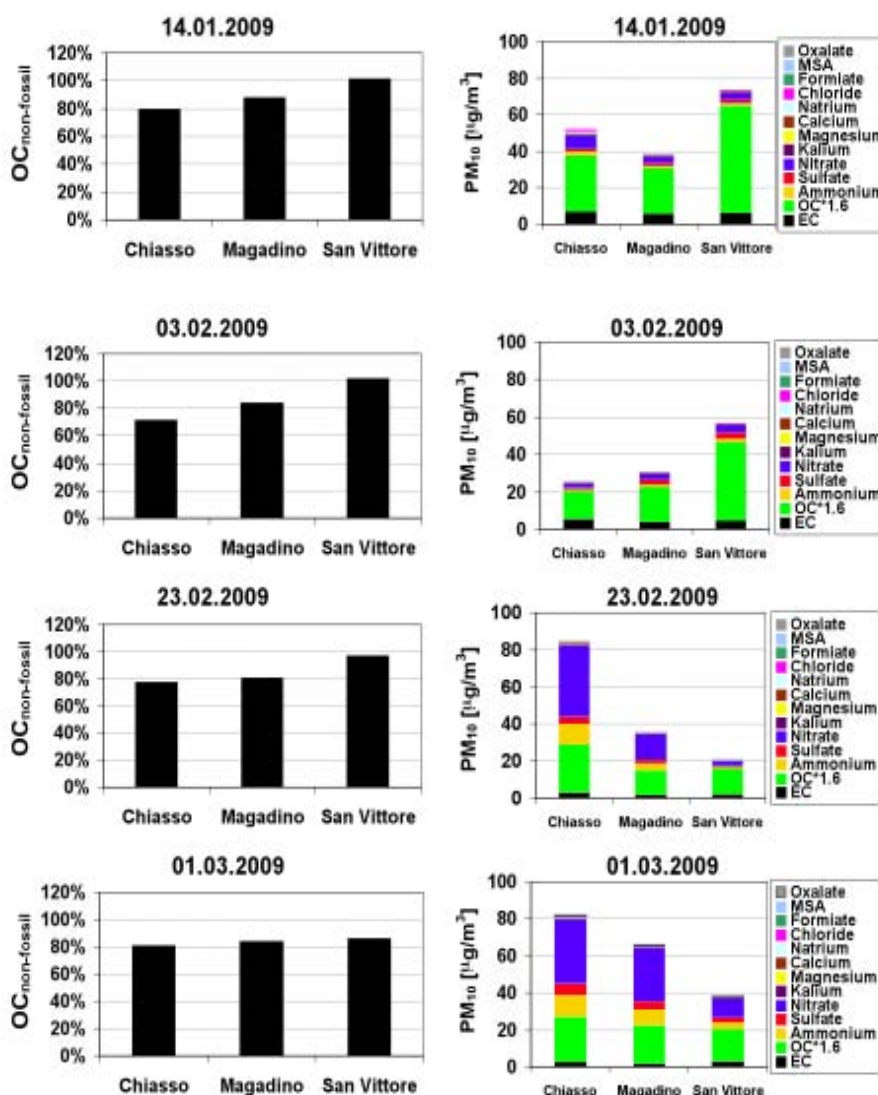 14.01.2009
OCnon-fossil
120%
100%
80%
60%
40%
20%
0%
Chiasso Magadino San Vittore
14.01.2009
PM10 [µg/m³]
100
80
60
40
20
0
Chiasso Magadino San Vittore
Oxalate
MSA
Formiate
Chloride
Natrium
Calcium
Magnesium
Kalium
Nitrate
Sulfate
Ammonium
OC*1.6
EC
03.02.2009
OCnon-fossil
120%
100%
80%
60%
40%
20%
0%
Chiasso Magadino San Vittore
03.02.2009
PM10 [µg/m³]
100
80
60
40
20
0
Chiasso Magadino San Vittore
Oxalate
MSA
Formiate
Chloride
Natrium
Calcium
Magnesium
Kalium
Nitrate
Sulfate
Ammonium
OC*1.6
EC
23.02.2009
OCnon-fossil
120%
100%
80%
60%
40%
20%
0%
Chiasso Magadino San Vittore
23.02.2009
PM10 [µg/m³]
100
80
60
40
20
0
Chiasso Magadino San Vittore
Oxalate
MSA
Formiate
Chloride
Natrium
Calcium
Magnesium
Kalium
Nitrate
Sulfate
Ammonium
OC*1.6
EC
01.03.2009
OCnon-fossil
120%
100%
80%
60%
40%
20%
0%
Chiasso Magadino San Vittore
01.03.2009
PM10 [µg/m³]
100
80
60
40
20
0
Chiasso Magadino San Vittore
Oxalate
MSA
Formiate
Chloride
Natrium
Calcium
Magnesium
Kalium
Nitrate
Sulfate
Ammonium
OC*1.6
EC